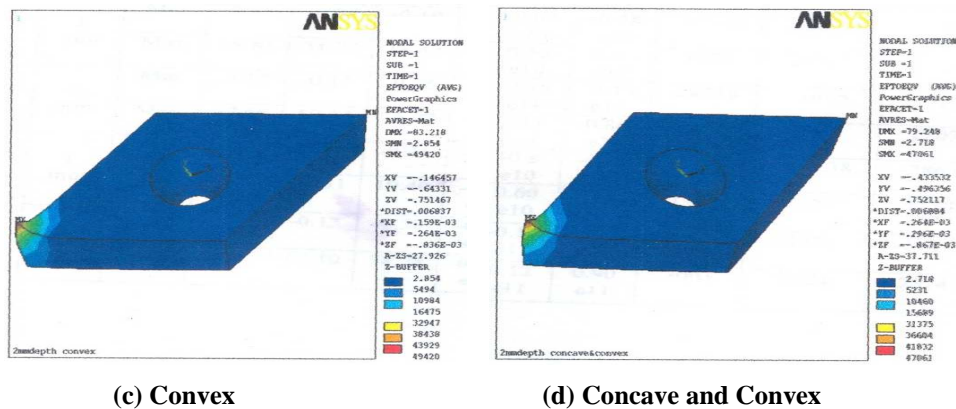 ANSYS
NODAL SOLUTION
STEP=1
SUB =1
TIME=1
EPTOEQV (AVG)
PowerGraphics
EFACET=1
AVRES=Mat
DMX =83.218
SMN =2.854
SMX =49420
XV =-.146457
YV =-.64331
ZV =.751467
*DIST=.006837
*XF =.159E-03
*YF =.264E-03
*ZF =-.836E-03
A-ZS=27.926
Z-BUFFER
2.854
5494
10984
16475
32947
38438
43929
49420
MN
MX
2mmdepth convex
(c) Convex
ANSYS
NODAL SOLUTION
STEP=1
SUB =1
TIME=1
EPTOEQV (AVG)
PowerGraphics
EFACET=1
AVRES=Mat
DMX =79.248
SMN =2.718
SMX =47061
XV =-.433532
YV =-.496356
ZV =.752117
*DIST=.006884
*XF =.264E-03
*YF =.296E-03
*ZF =-.867E-03
A-ZS=37.711
Z-BUFFER
2.718
5231
10460
15689
31375
36604
41832
47061
MN
MX
2mmdepth concave&convex
(d) Concave and Convex